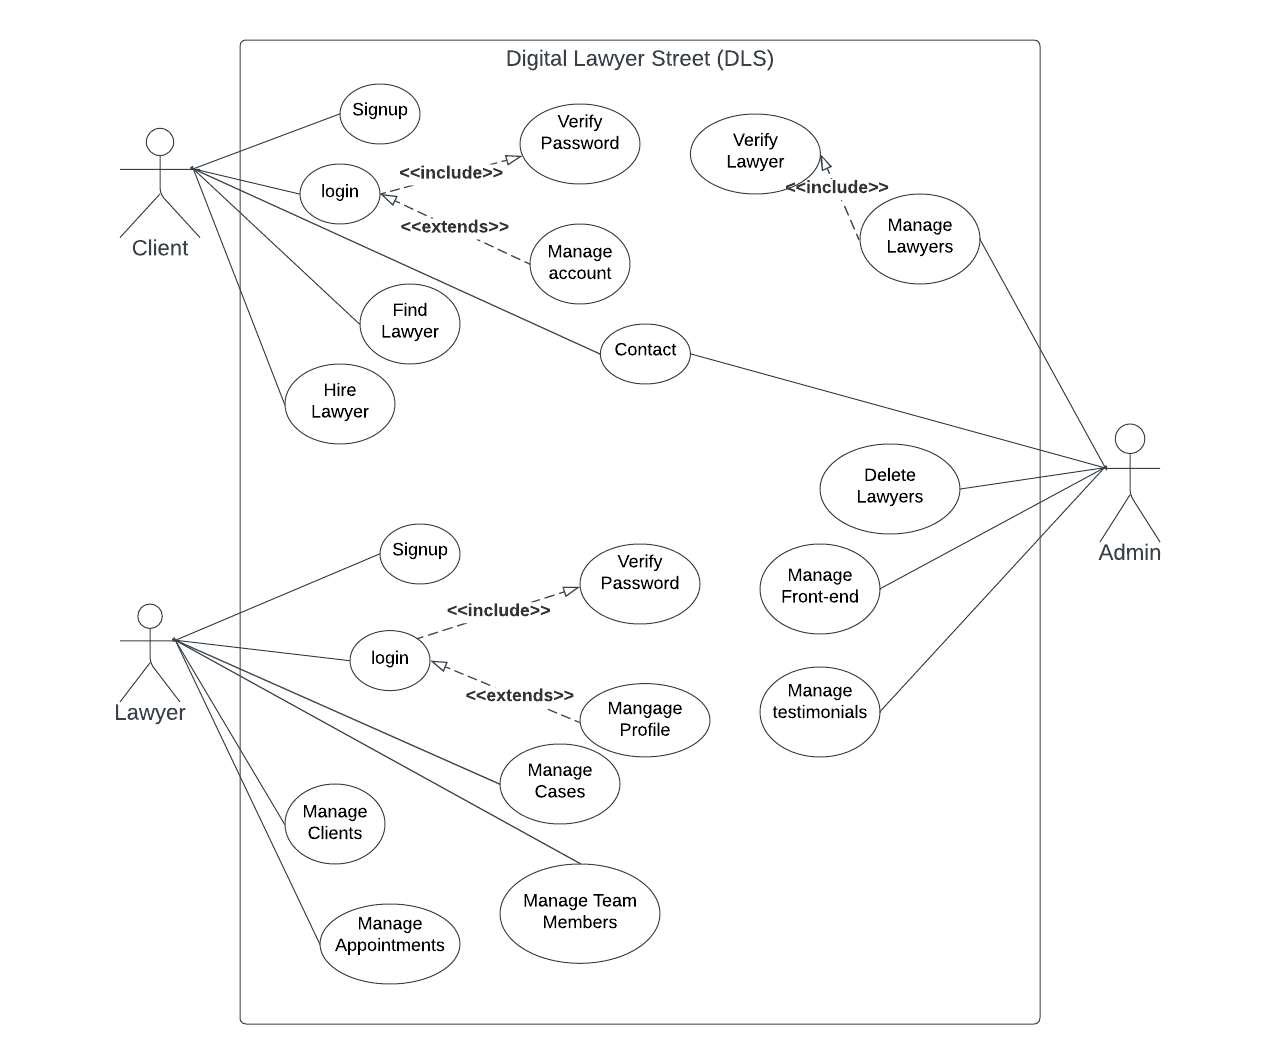 Digital Lawyer Street (DLS)
Signup
Verify
Password
Verify
Lawyer
<<include>>
login
<<include>>
Client
<<extends>>
Manage
account
Manage
Lawyers
Find
Lawyer
Contact
Hire
Lawyer
Delete
Lawyers
Admin
Signup
Verify
Password
Manage
Front-end
<<include>>
login
Lawyer
<<extends>>
Mangage
Profile
Manage
testimonials
Manage
Cases
Manage
Clients
Manage Team
Members
Manage
Appointments